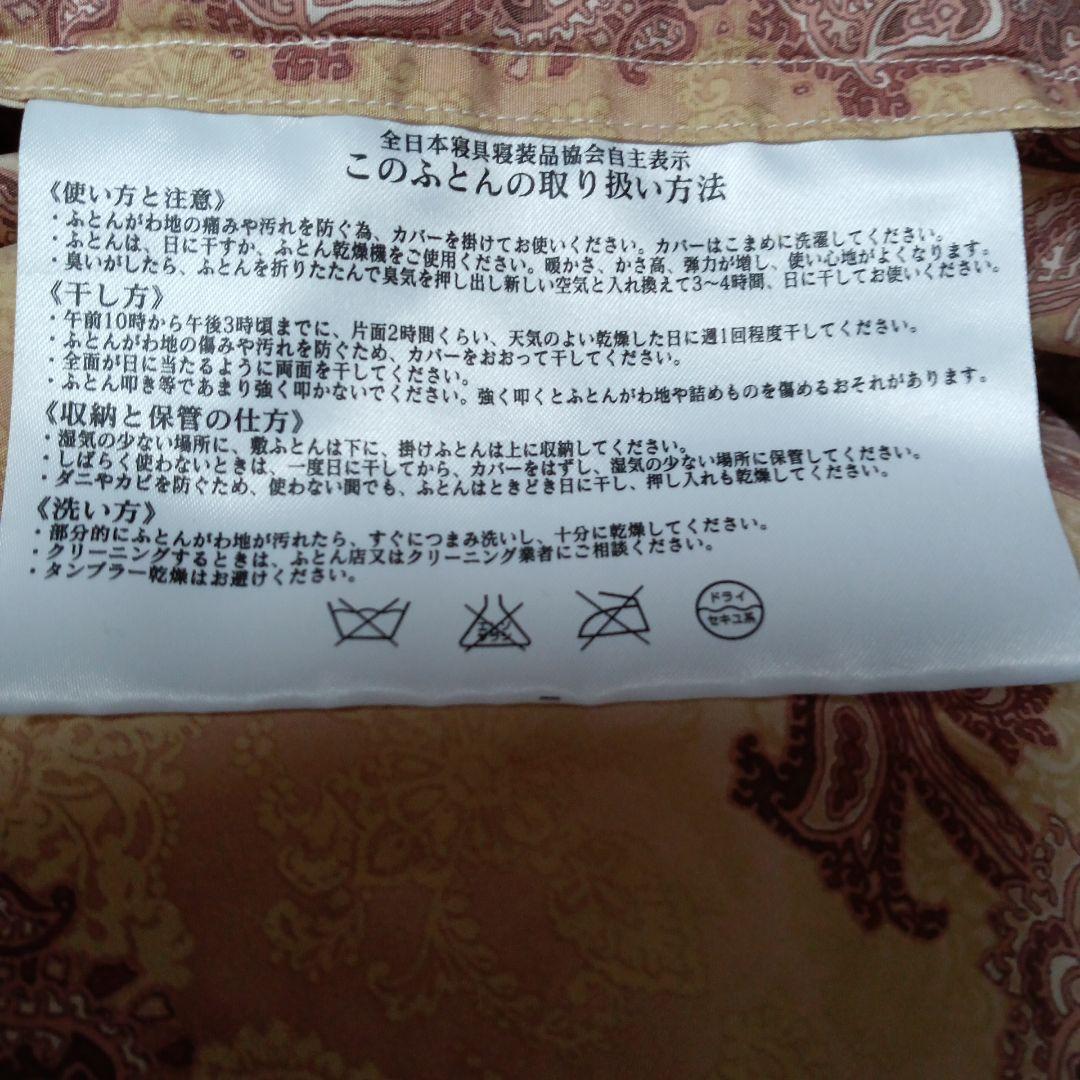 全日本寝具寝装品協会自主表示
このふとんの取り扱い方法
《使い方と注意》
・ふとんがわ地の痛みや汚れを防ぐ為、カバーを掛けてお使いください。カバーはこまめに洗濯してください。
・ふとんは、日に干すか、ふとん乾燥機をご使用ください。暖かさ、かさ高、弾力が増し、使い心地がよくなります。
・臭いがしたら、ふとんを折りたたんで臭気を押し出し新しい空気と入れ換えて3～4時間、日に干してお使いください。
《干し方》
・午前10時から午後3時頃までに、片面2時間くらい、天気のよい乾燥した日に週1回程度干してください。
・ふとんがわ地の傷みや汚れを防ぐため、カバーをおおって干してください。
・全面が日に当たるように両面を干してください。
・ふとん叩き等であまり強く叩かないでください。強く叩くとふとんがわ地や詰めものを傷めるおそれがあります。
《収納と保管の仕方》
・湿気の少ない場所に、敷ふとんは下に、掛けふとんは上に収納してください。
・しばらく使わないときは、一度日に干してから、カバーをはずし、湿気の少ない場所に保管してください。
・ダニやカビを防ぐため、使わない間でも、ふとんはときどき日に干し、押し入れも乾燥してください。
《洗い方》
・部分的にふとんがわ地が汚れたら、すぐにつまみ洗いし、十分に乾燥してください。
・クリーニングするときは、ふとん店又はクリーニング業者にご相談ください。
・タンブラー乾燥はお避けください。
ドライ
セキユ系